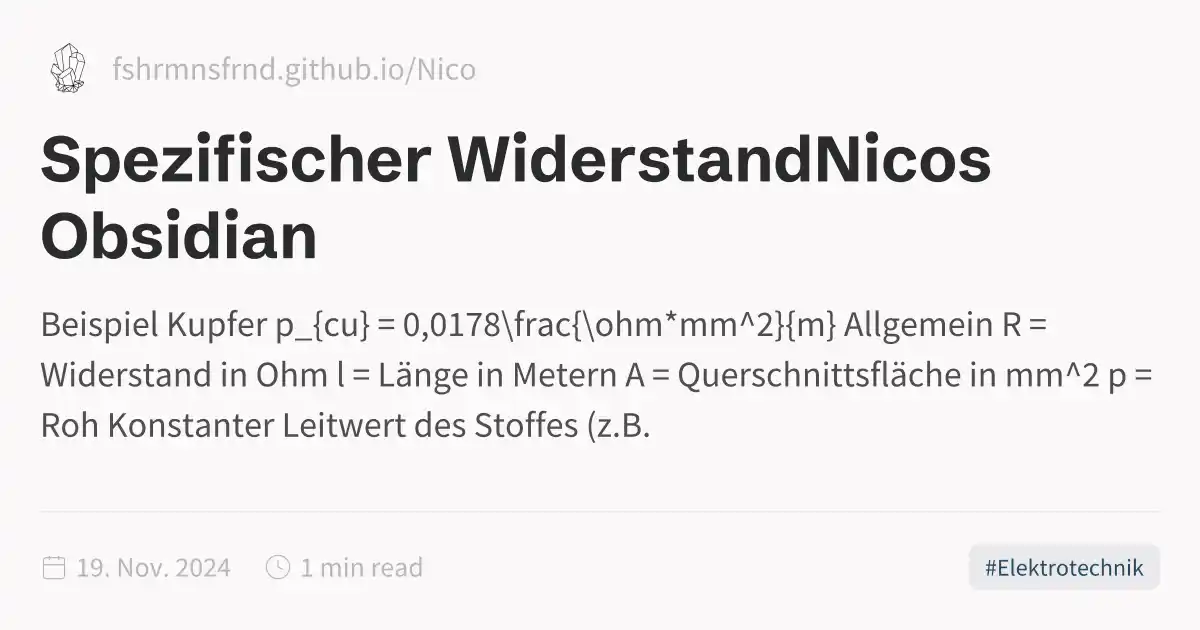 fshrmnsfrnd.github.io/Nico
Spezifischer WiderstandNicos
Obsidian
Beispiel Kupfer p_{cu} = 0,0178\frac{\ohm*mm^2}{m} Allgemein R =
Widerstand in Ohm l = Länge in Metern A = Querschnittsfläche in mm^2 p =
Roh Konstanter Leitwert des Stoffes (z.B.
19. Nov. 2024 1 min read #Elektrotechnik